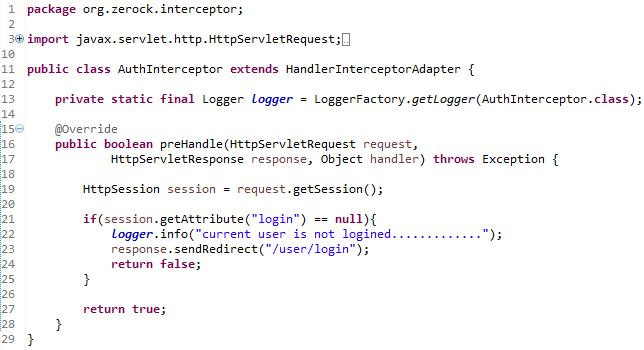 1 package org.zerock.interceptor;
2
3 import javax.servlet.http.HttpServletRequest;
10
11 public class AuthInterceptor extends HandlerInterceptorAdapter {
12
13     private static final Logger logger = LoggerFactory.getLogger(AuthInterceptor.class);
14
15     @Override
16     public boolean preHandle(HttpServletRequest request,
17             HttpServletResponse response, Object handler) throws Exception {
18
19         HttpSession session = request.getSession();
20
21         if(session.getAttribute("login") == null){
22             logger.info("current user is not logined.............");
23             response.sendRedirect("/user/login");
24             return false;
25         }
26
27         return true;
28     }
29 }